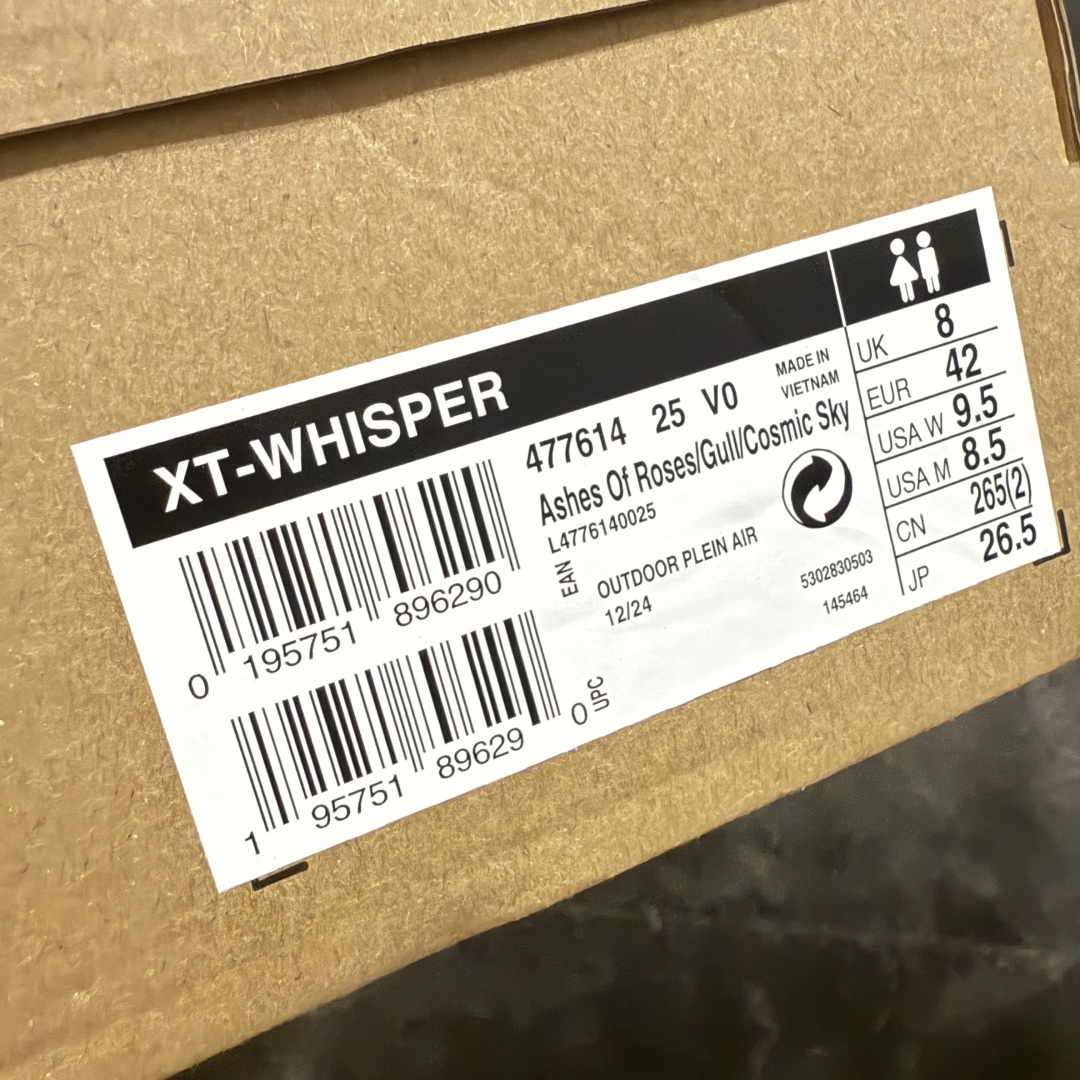 XT-WHISPER
477614 25 V0
MADE IN
VIETNAM
Ashes Of Roses/Gull/Cosmic Sky
L4776140025
EAN
OUTDOOR PLEIN AIR
12/24
5302830503
145464
0 195751 896290
1 95751 89629 0
UPC
UK 8
EUR 42
USA W 9.5
USA M 8.5
CN 265(2)
JP 26.5